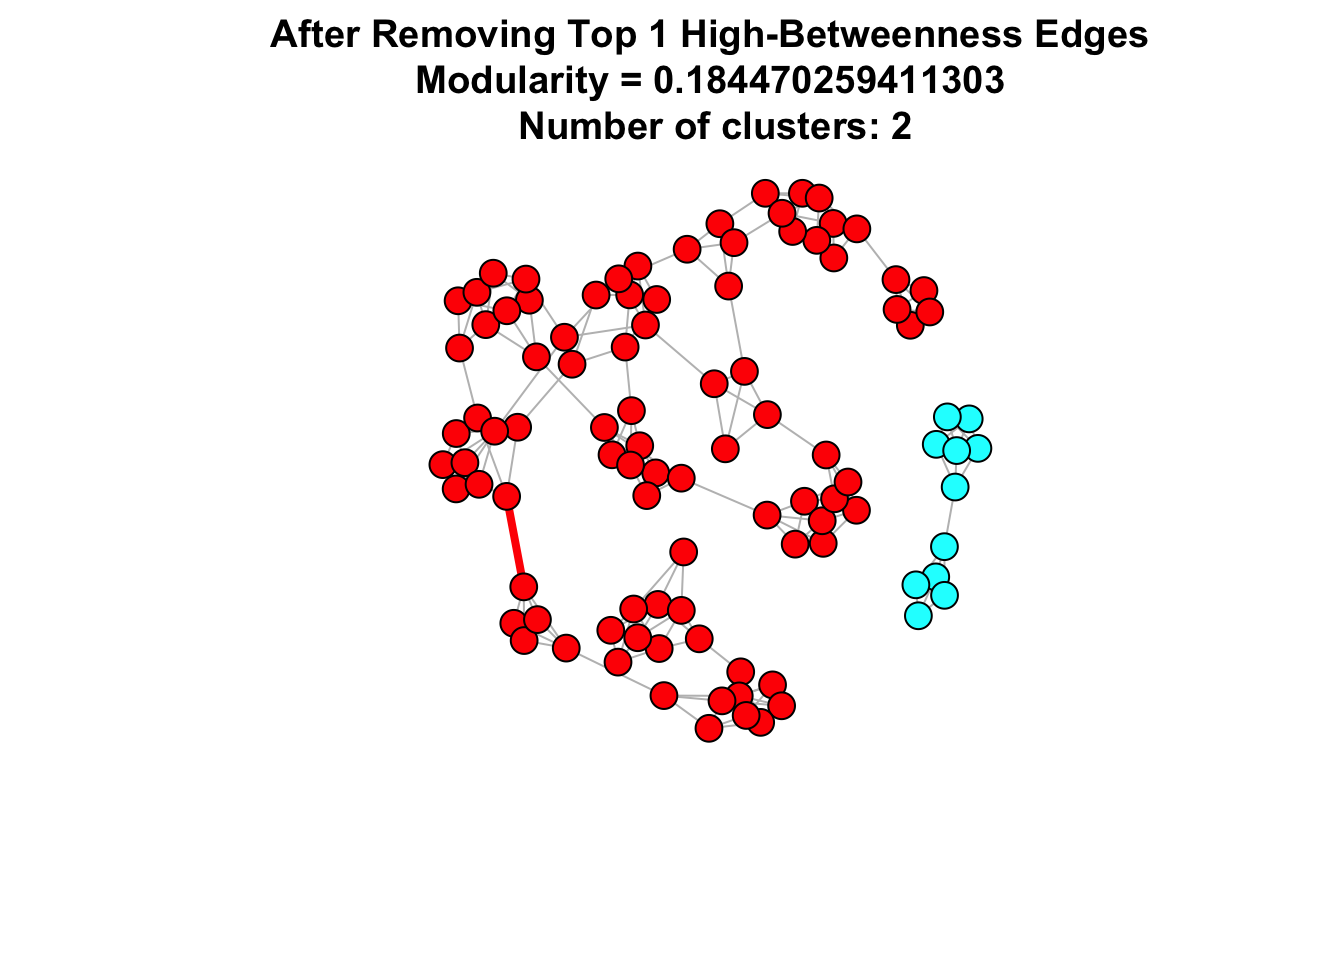 After Removing Top 1 High-Betweenness Edges
Modularity = 0.184470259411303
Number of clusters: 2